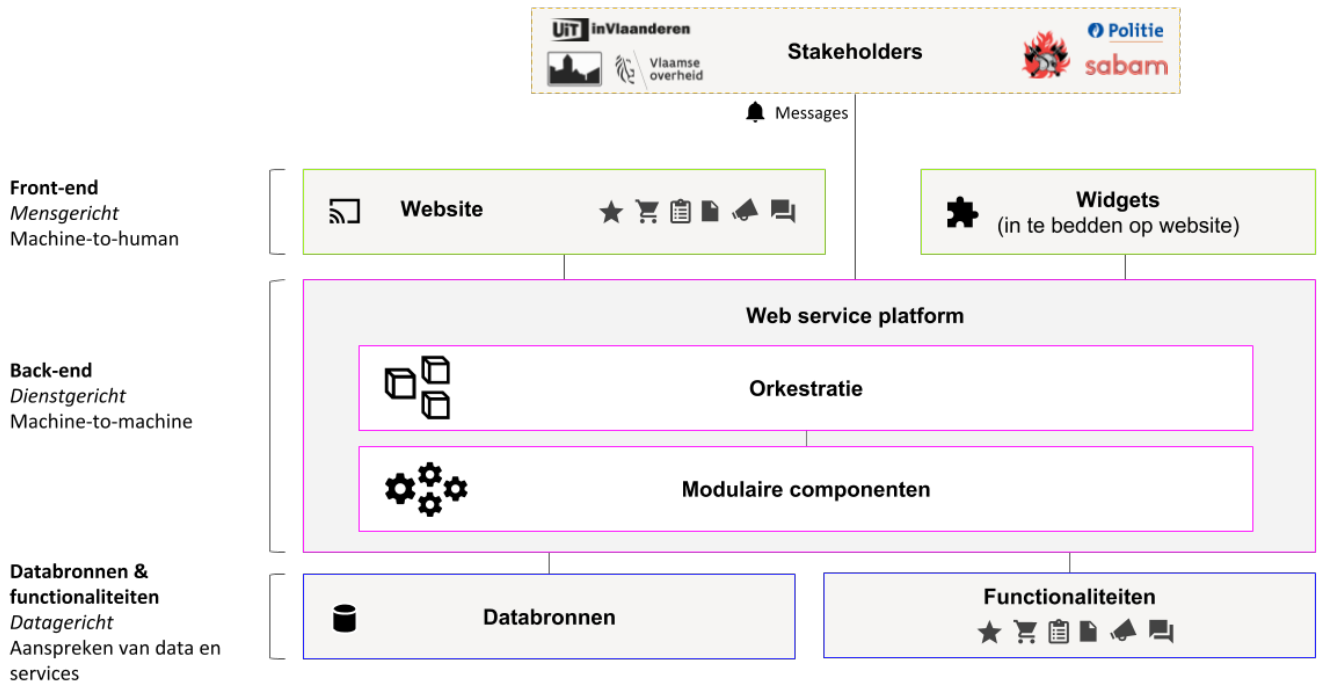 UiT inVlaanderen
Vlaamse
overheid
Stakeholders
Politie
sabam
Messages
Front-end
Mensgericht
Machine-to-human
Website
Widgets
(in te bedden op website)
Back-end
Dienstgericht
Machine-to-machine
Web service platform
Orkestratie
Modulaire componenten
Databronnen &
functionaliteiten
Datagericht
Aanspreken van data en
services
Databronnen
Functionaliteiten